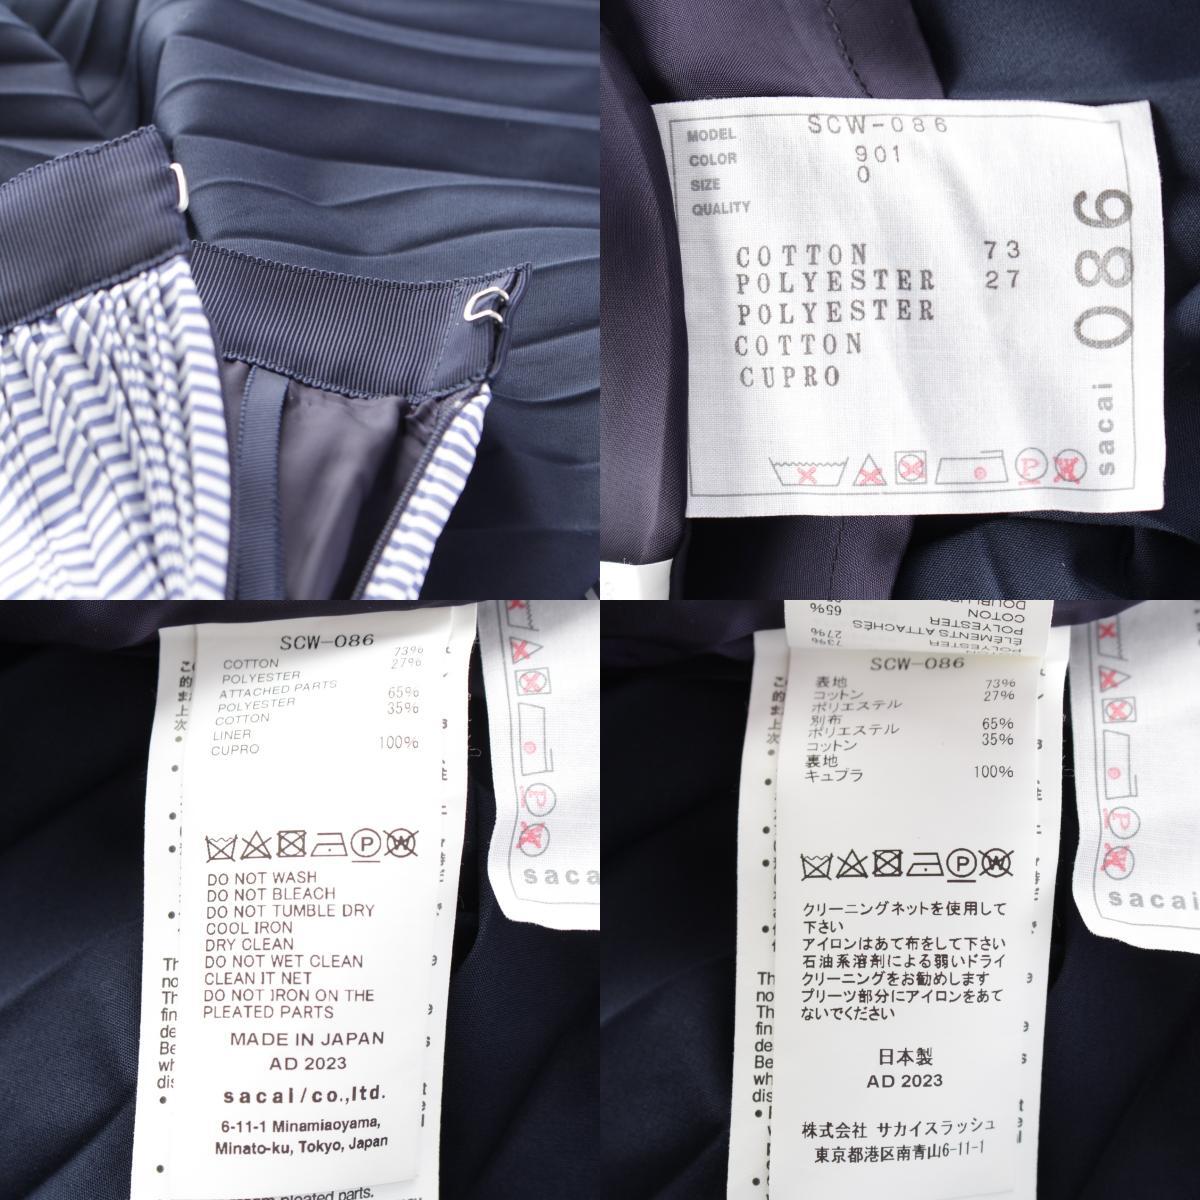 MODEL SCW-086
COLOR 901
SIZE 0
QUALITY
COTTON 73
POLYESTER 27
POLYESTER
COTTON
CUPRO
086
sacai
SCW-086
COTTON 73%
POLYESTER 27%
ATTACHED PARTS
POLYESTER 65%
COTTON 35%
LINER
CUPRO 100%
DO NOT WASH
DO NOT BLEACH
DO NOT TUMBLE DRY
COOL IRON
DRY CLEAN
DO NOT WET CLEAN
CLEAN IT NET
DO NOT IRON ON THE
PLEATED PARTS
MADE IN JAPAN
AD 2023
sacai/co.,ltd.
6-11-1 Minamiaoyama,
Minato-ku, Tokyo, Japan
pleated parts.
COTTON
POLYESTER 65%
ÉLÉMENTS ATTACHÉS
POLYESTER 27%
73%
SCW-086
表地
コットン 73%
ポリエステル 27%
別布
ポリエステル 65%
コットン 35%
裏地
キュプラ 100%
クリーニングネットを使用して
下さい
アイロンはあて布をして下さい
石油系溶剤による弱いドライ
クリーニングをお勧めします
プリーツ部分にアイロンをあて
ないでください
日本製
AD 2023
株式会社 サカイスラッシュ
東京都港区南青山6-11-1
sacai